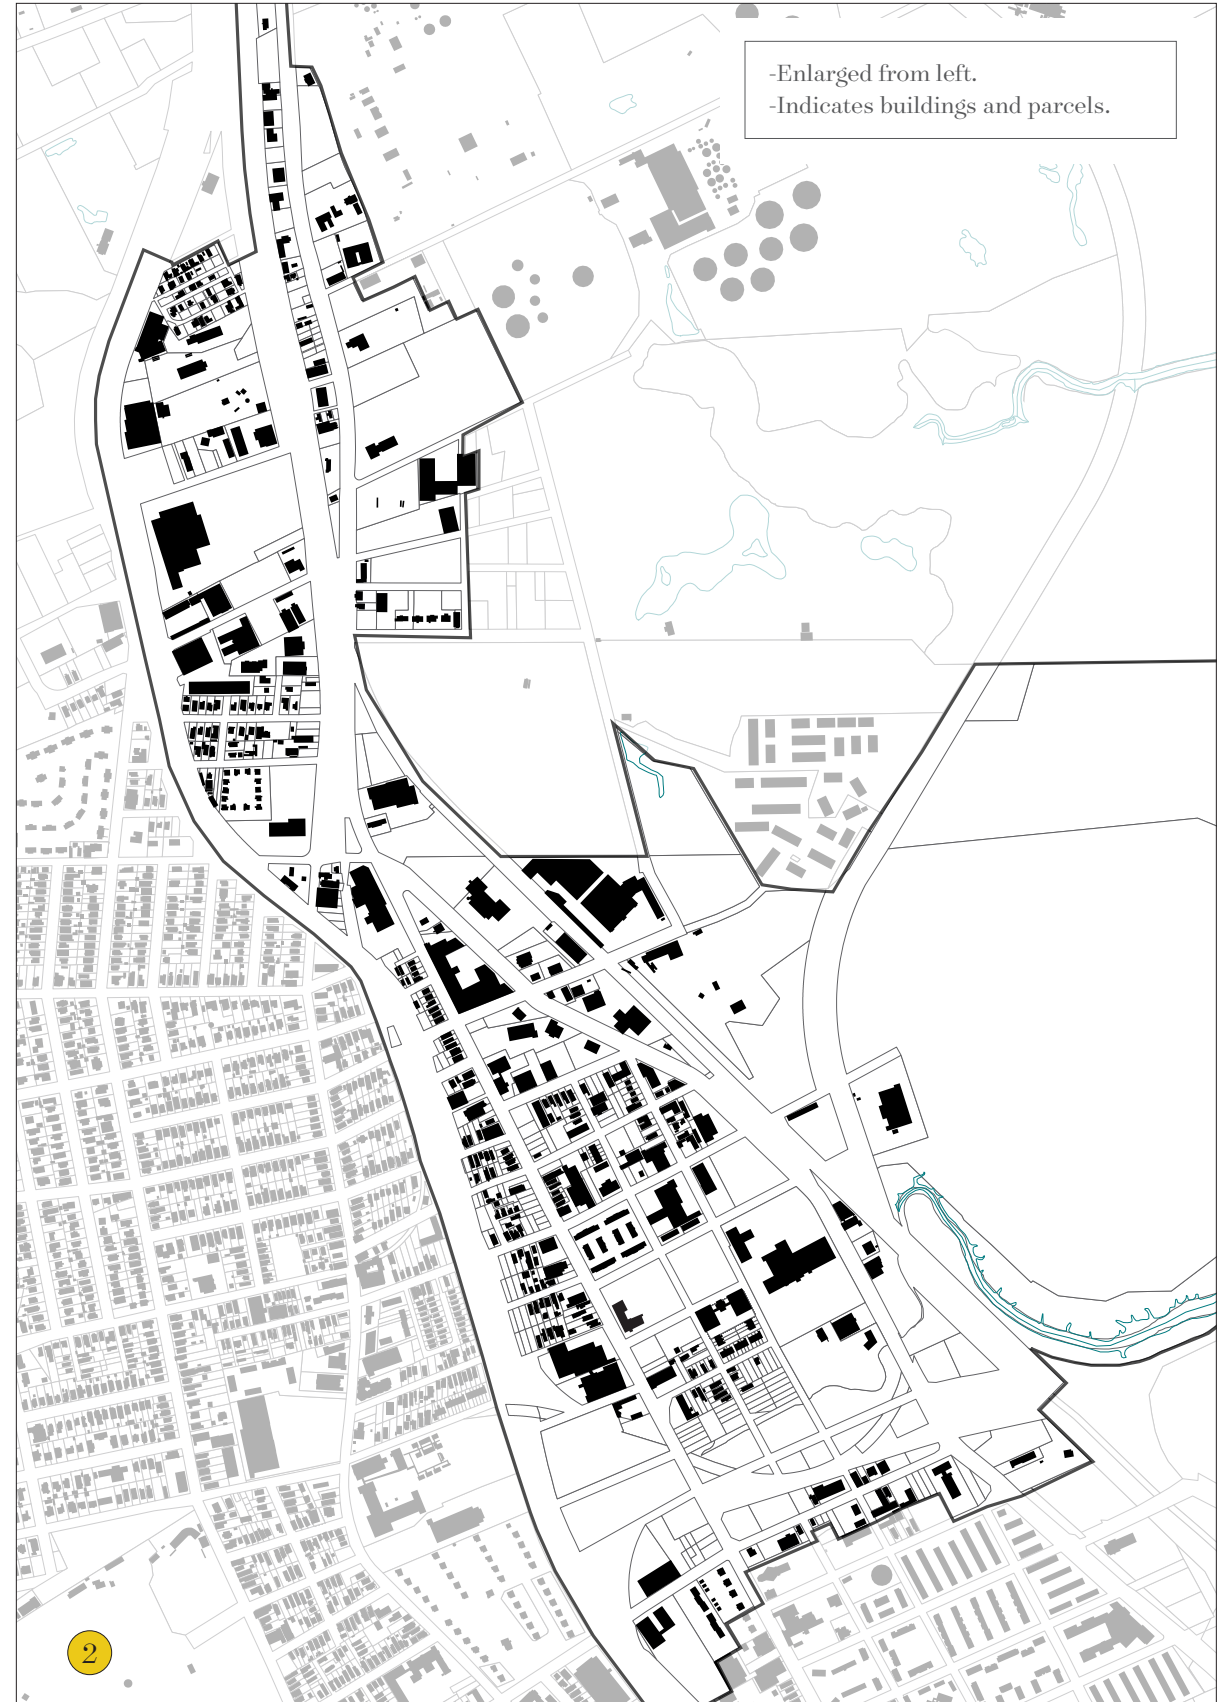 -Enlarged from left.
-Indicates buildings and parcels.
2